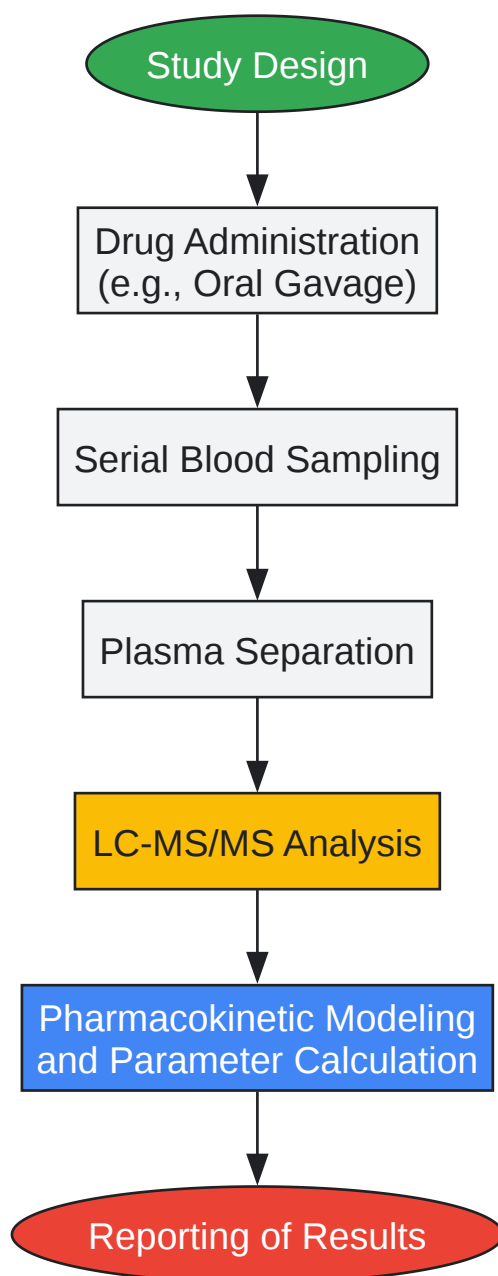 Study Design
Drug Administration
(e.g., Oral Gavage)
Serial Blood Sampling
Plasma Separation
LC-MS/MS Analysis
Pharmacokinetic Modeling
and Parameter Calculation
Reporting of Results